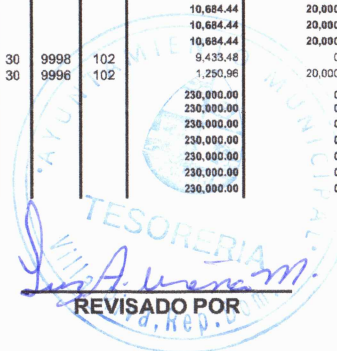 10,684.44 20,000
10,684.44 20,000
10,684.44 20,000
30 9998 102 9,433.48 0
30 9996 102 1,250.96 20,000
230,000.00 0
230,000.00 0
230,000.00 0
230,000.00 0
230,000.00 0
230,000.00 0
230,000.00 0
AYUNTAMIENTO MUNICIPAL
TESORERIA
Rep. Dom.
REVISADO POR